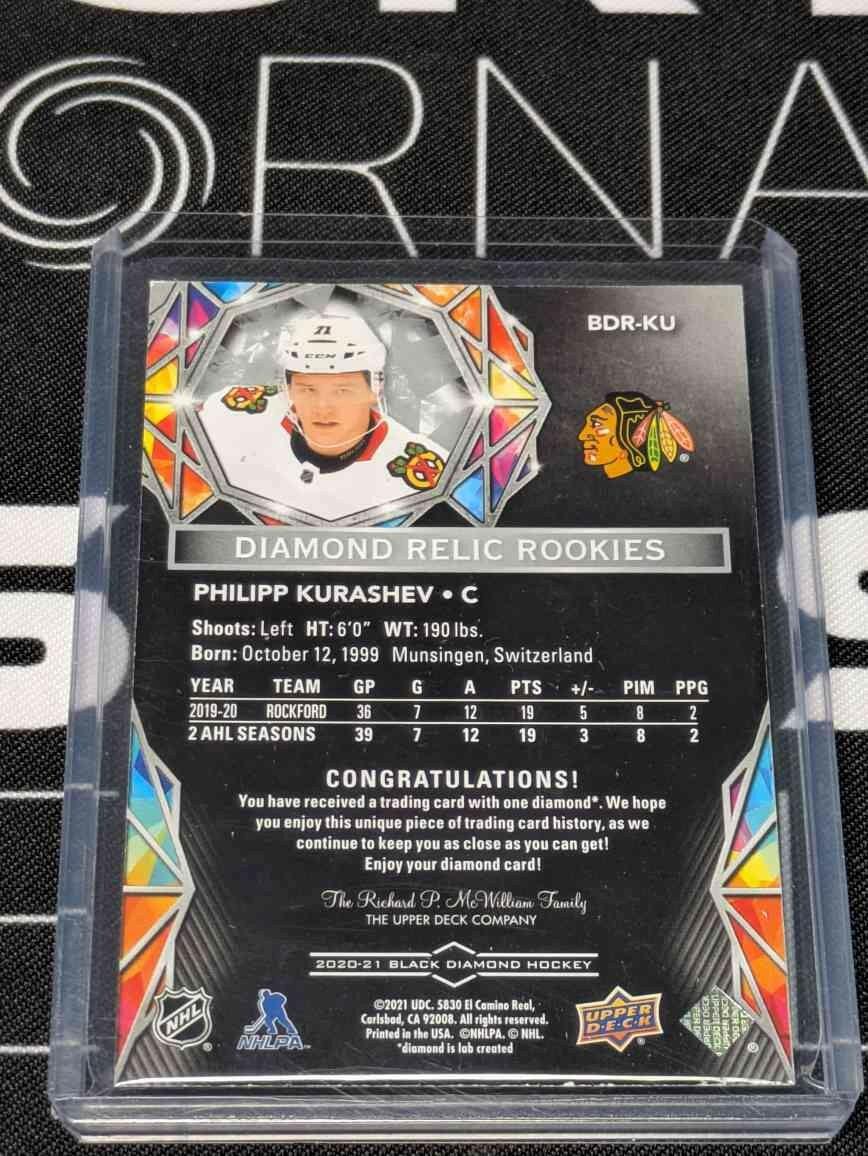 ORNA
71
CCM
BDR-KU
DIAMOND RELIC ROOKIES
PHILIPP KURASHEV • C
Shoots: Left HT: 6'0" WT: 190 lbs.
Born: October 12, 1999 Munsingen, Switzerland
YEAR TEAM GP G A PTS +/- PIM PPG
2019-20 ROCKFORD 36 7 12 19 5 8 2
2 AHL SEASONS 39 7 12 19 3 8 2
CONGRATULATIONS!
You have received a trading card with one diamond*. We hope
you enjoy this unique piece of trading card history, as we
continue to keep you as close as you can get!
Enjoy your diamond card!
The Richard P. McWilliam Family
THE UPPER DECK COMPANY
2020-21 BLACK DIAMOND HOCKEY
NHL
®
NHLPA
©2021 UDC. 5830 El Camino Real,
Carlsbad, CA 92008. All rights reserved.
Printed in the USA. ©NHLPA. © NHL.
*diamond is lab created
UPPER
D·E·C·K
®